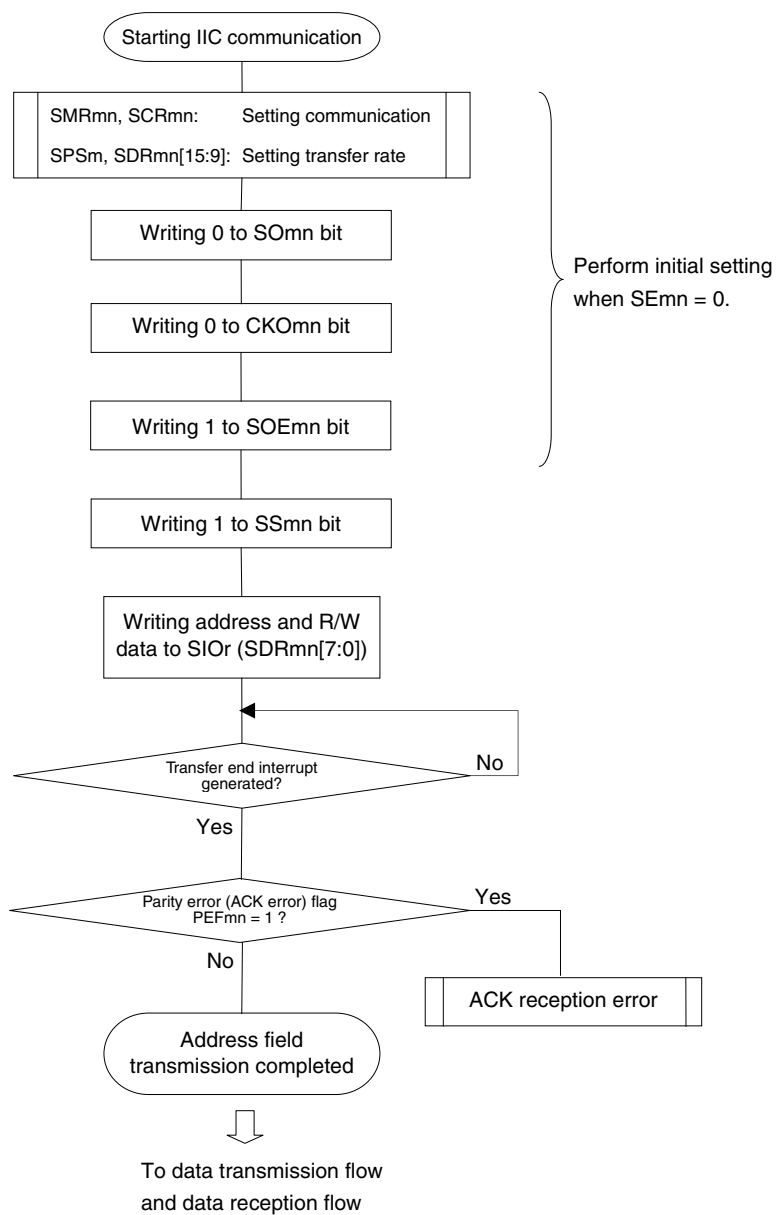 Starting IIC communication
SMRmn, SCRmn: Setting communication
SPSm, SDRmn[15:9]: Setting transfer rate
Writing 0 to SOmn bit
Perform initial setting
when SEmn = 0.
Writing 0 to CKOmn bit
Writing 1 to SOEmn bit
Writing 1 to SSmn bit
Writing address and R/W
data to SIOr (SDRmn[7:0])
Transfer end interrupt
generated?
No
Yes
Parity error (ACK error) flag
PEFmn = 1 ?
Yes
No
ACK reception error
Address field
transmission completed
To data transmission flow
and data reception flow